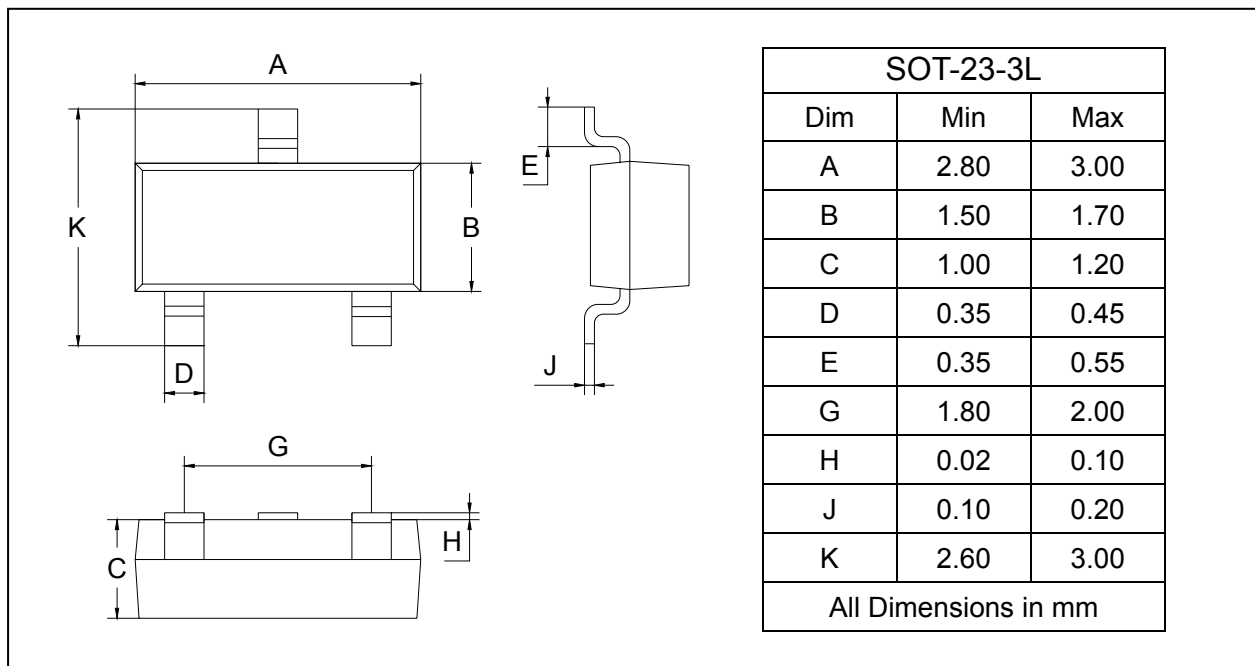 A
K
B
D
E
J
G
H
C
SOT-23-3L
Dim Min Max
A 2.80 3.00
B 1.50 1.70
C 1.00 1.20
D 0.35 0.45
E 0.35 0.55
G 1.80 2.00
H 0.02 0.10
J 0.10 0.20
K 2.60 3.00
All Dimensions in mm